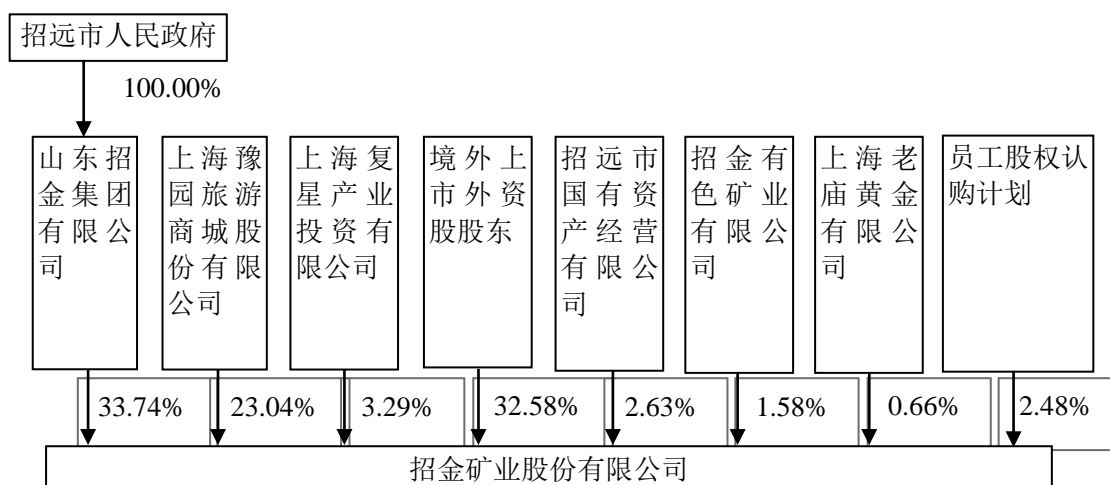 招远市人民政府
100.00%
山东招
金集团
有限公
司
上海豫
园旅游
商城股
份有限
公司
上海复
星产业
投资有
限公司
境外上
市外资
股股东
招远市
国有资
产经营
有限公
司
招金有
色矿业
有限公
司
上海老
庙黄金
有限公
司
员工股权认
购计划
33.74%
23.04%
3.29%
32.58%
2.63%
1.58%
0.66%
2.48%
招金矿业股份有限公司